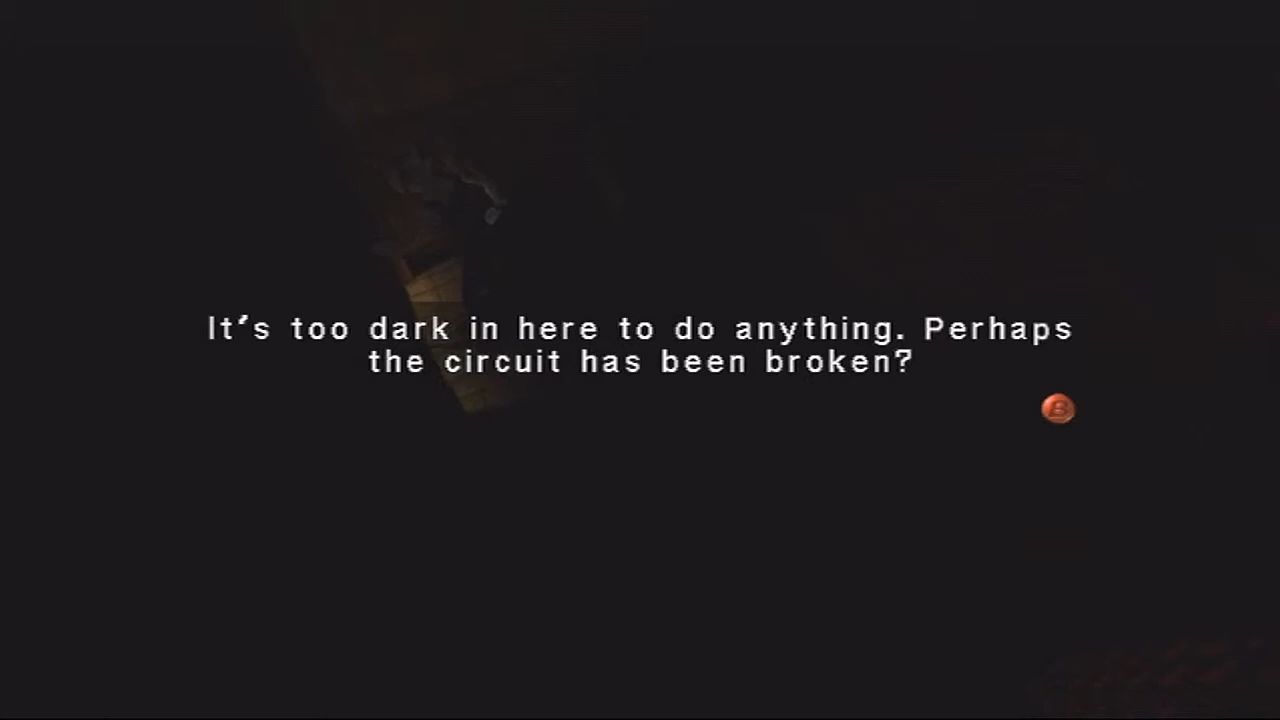 It's too dark in here to do anything. Perhaps
the circuit has been broken?
B